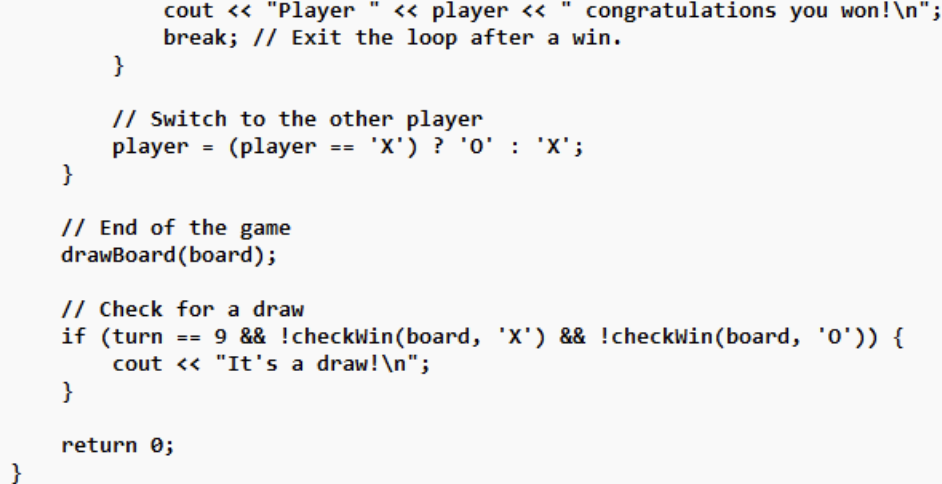 cout << "Player " << player << " congratulations you won!\n";
break; // Exit the loop after a win.
}
// Switch to the other player
player = (player == 'X') ? 'O' : 'X';
}
// End of the game
drawBoard(board);
// Check for a draw
if (turn == 9 && !checkWin(board, 'X') && !checkWin(board, 'O')) {
cout << "It's a draw!\n";
}
return 0;
}